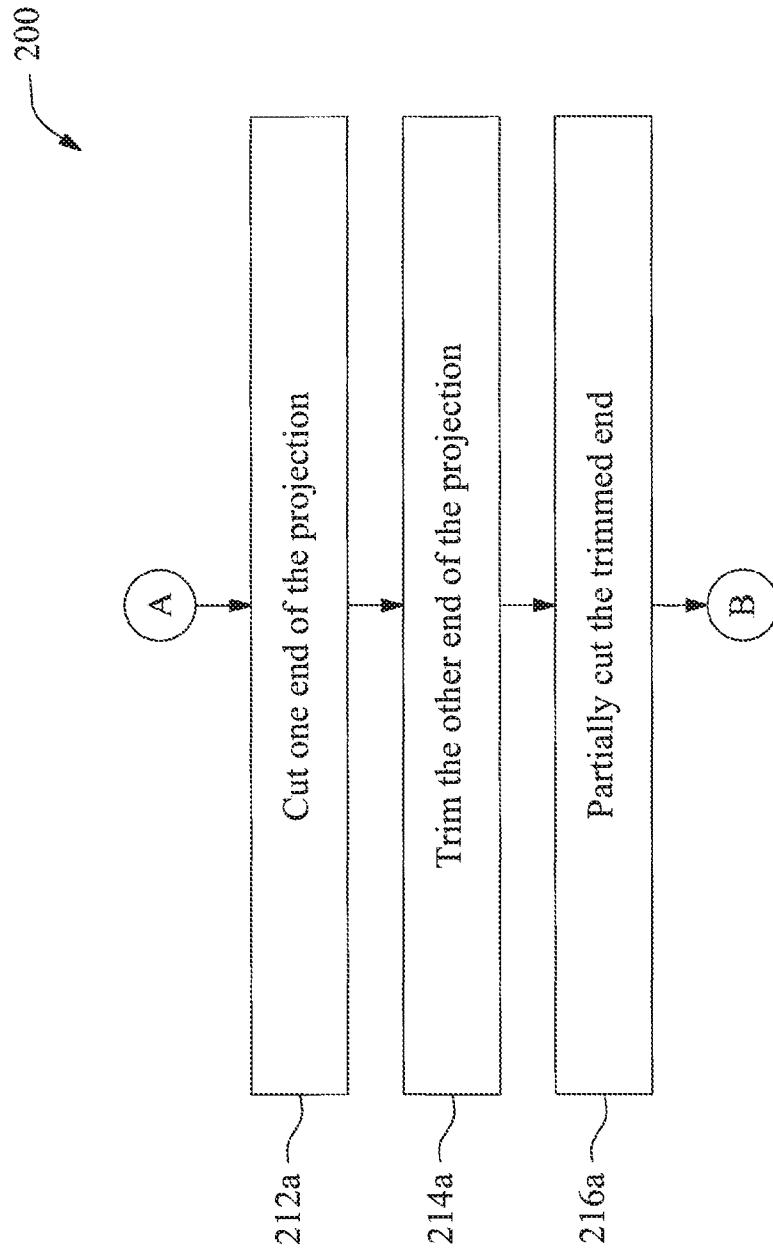 200
A
212a
Cut one end of the projection
214a
Trim the other end of the projection
216a
Partially cut the trimmed end
B